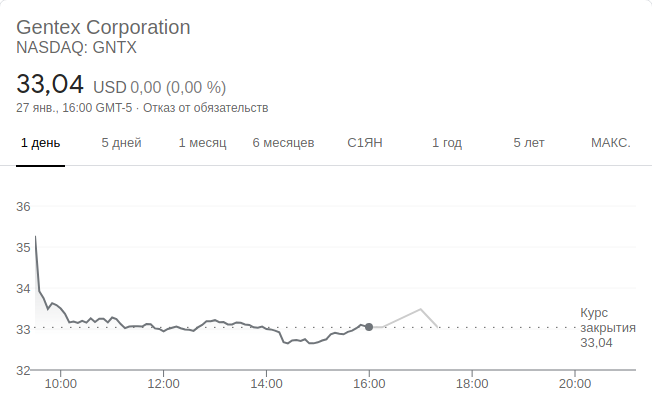 Gentex Corporation
NASDAQ: GNTX
33,04 USD 0,00 (0,00 %)
27 янв., 16:00 GMT-5 · Отказ от обязательств
1 день 5 дней 1 месяц 6 месяцев С1ЯН 1 год 5 лет МАКС.
36
35
34
33
32
Курс
закрытия
33,04
10:00 12:00 14:00 16:00 18:00 20:00